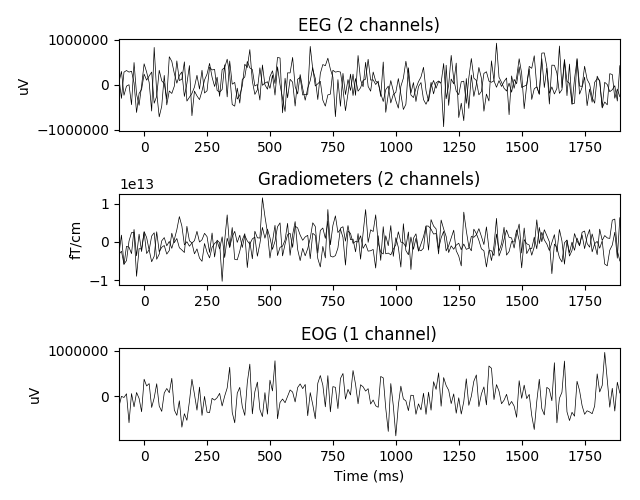 EEG (2 channels)
1000000
0
−1000000
uV
0 250 500 750 1000 1250 1500 1750
1e13
Gradiometers (2 channels)
1
0
−1
fT/cm
0 250 500 750 1000 1250 1500 1750
EOG (1 channel)
1000000
0
uV
0 250 500 750 1000 1250 1500 1750
Time (ms)